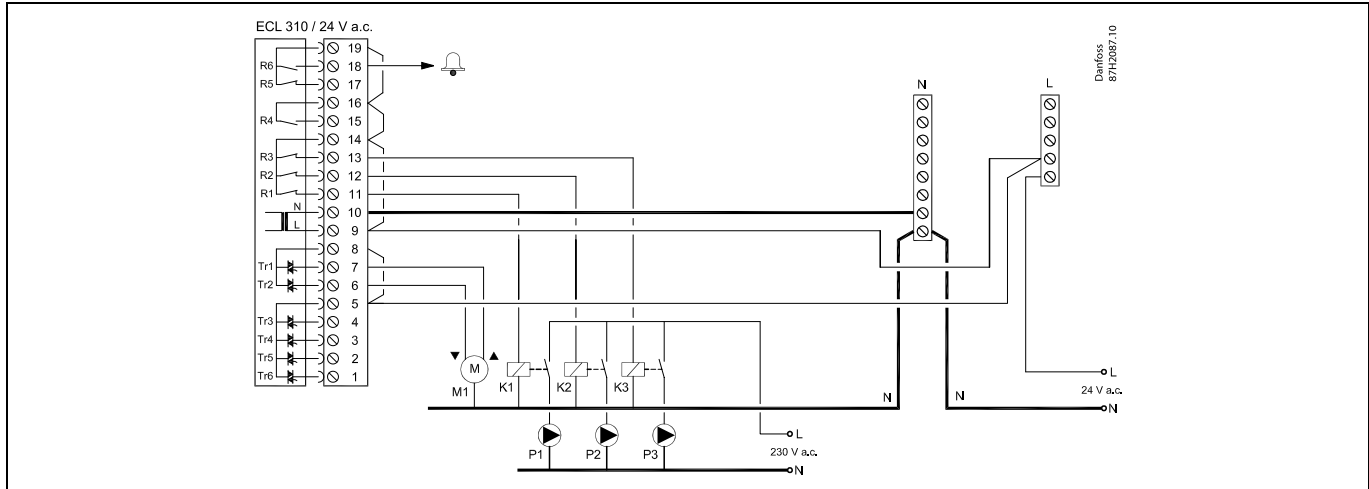 ECL 310 / 24 V a.c.
Danfoss
87H2087.10
19
R6 18
R5 17
16
R4 15
14
R3 13
R2 12
R1 11
N 10
L 9
8
Tr1 7
Tr2 6
5
Tr3 4
Tr4 3
Tr5 2
Tr6 1
N
L
M
M1 K1 K2 K3
N N
L
24 V a.c.
N
P1 P2 P3
L
230 V a.c.
N